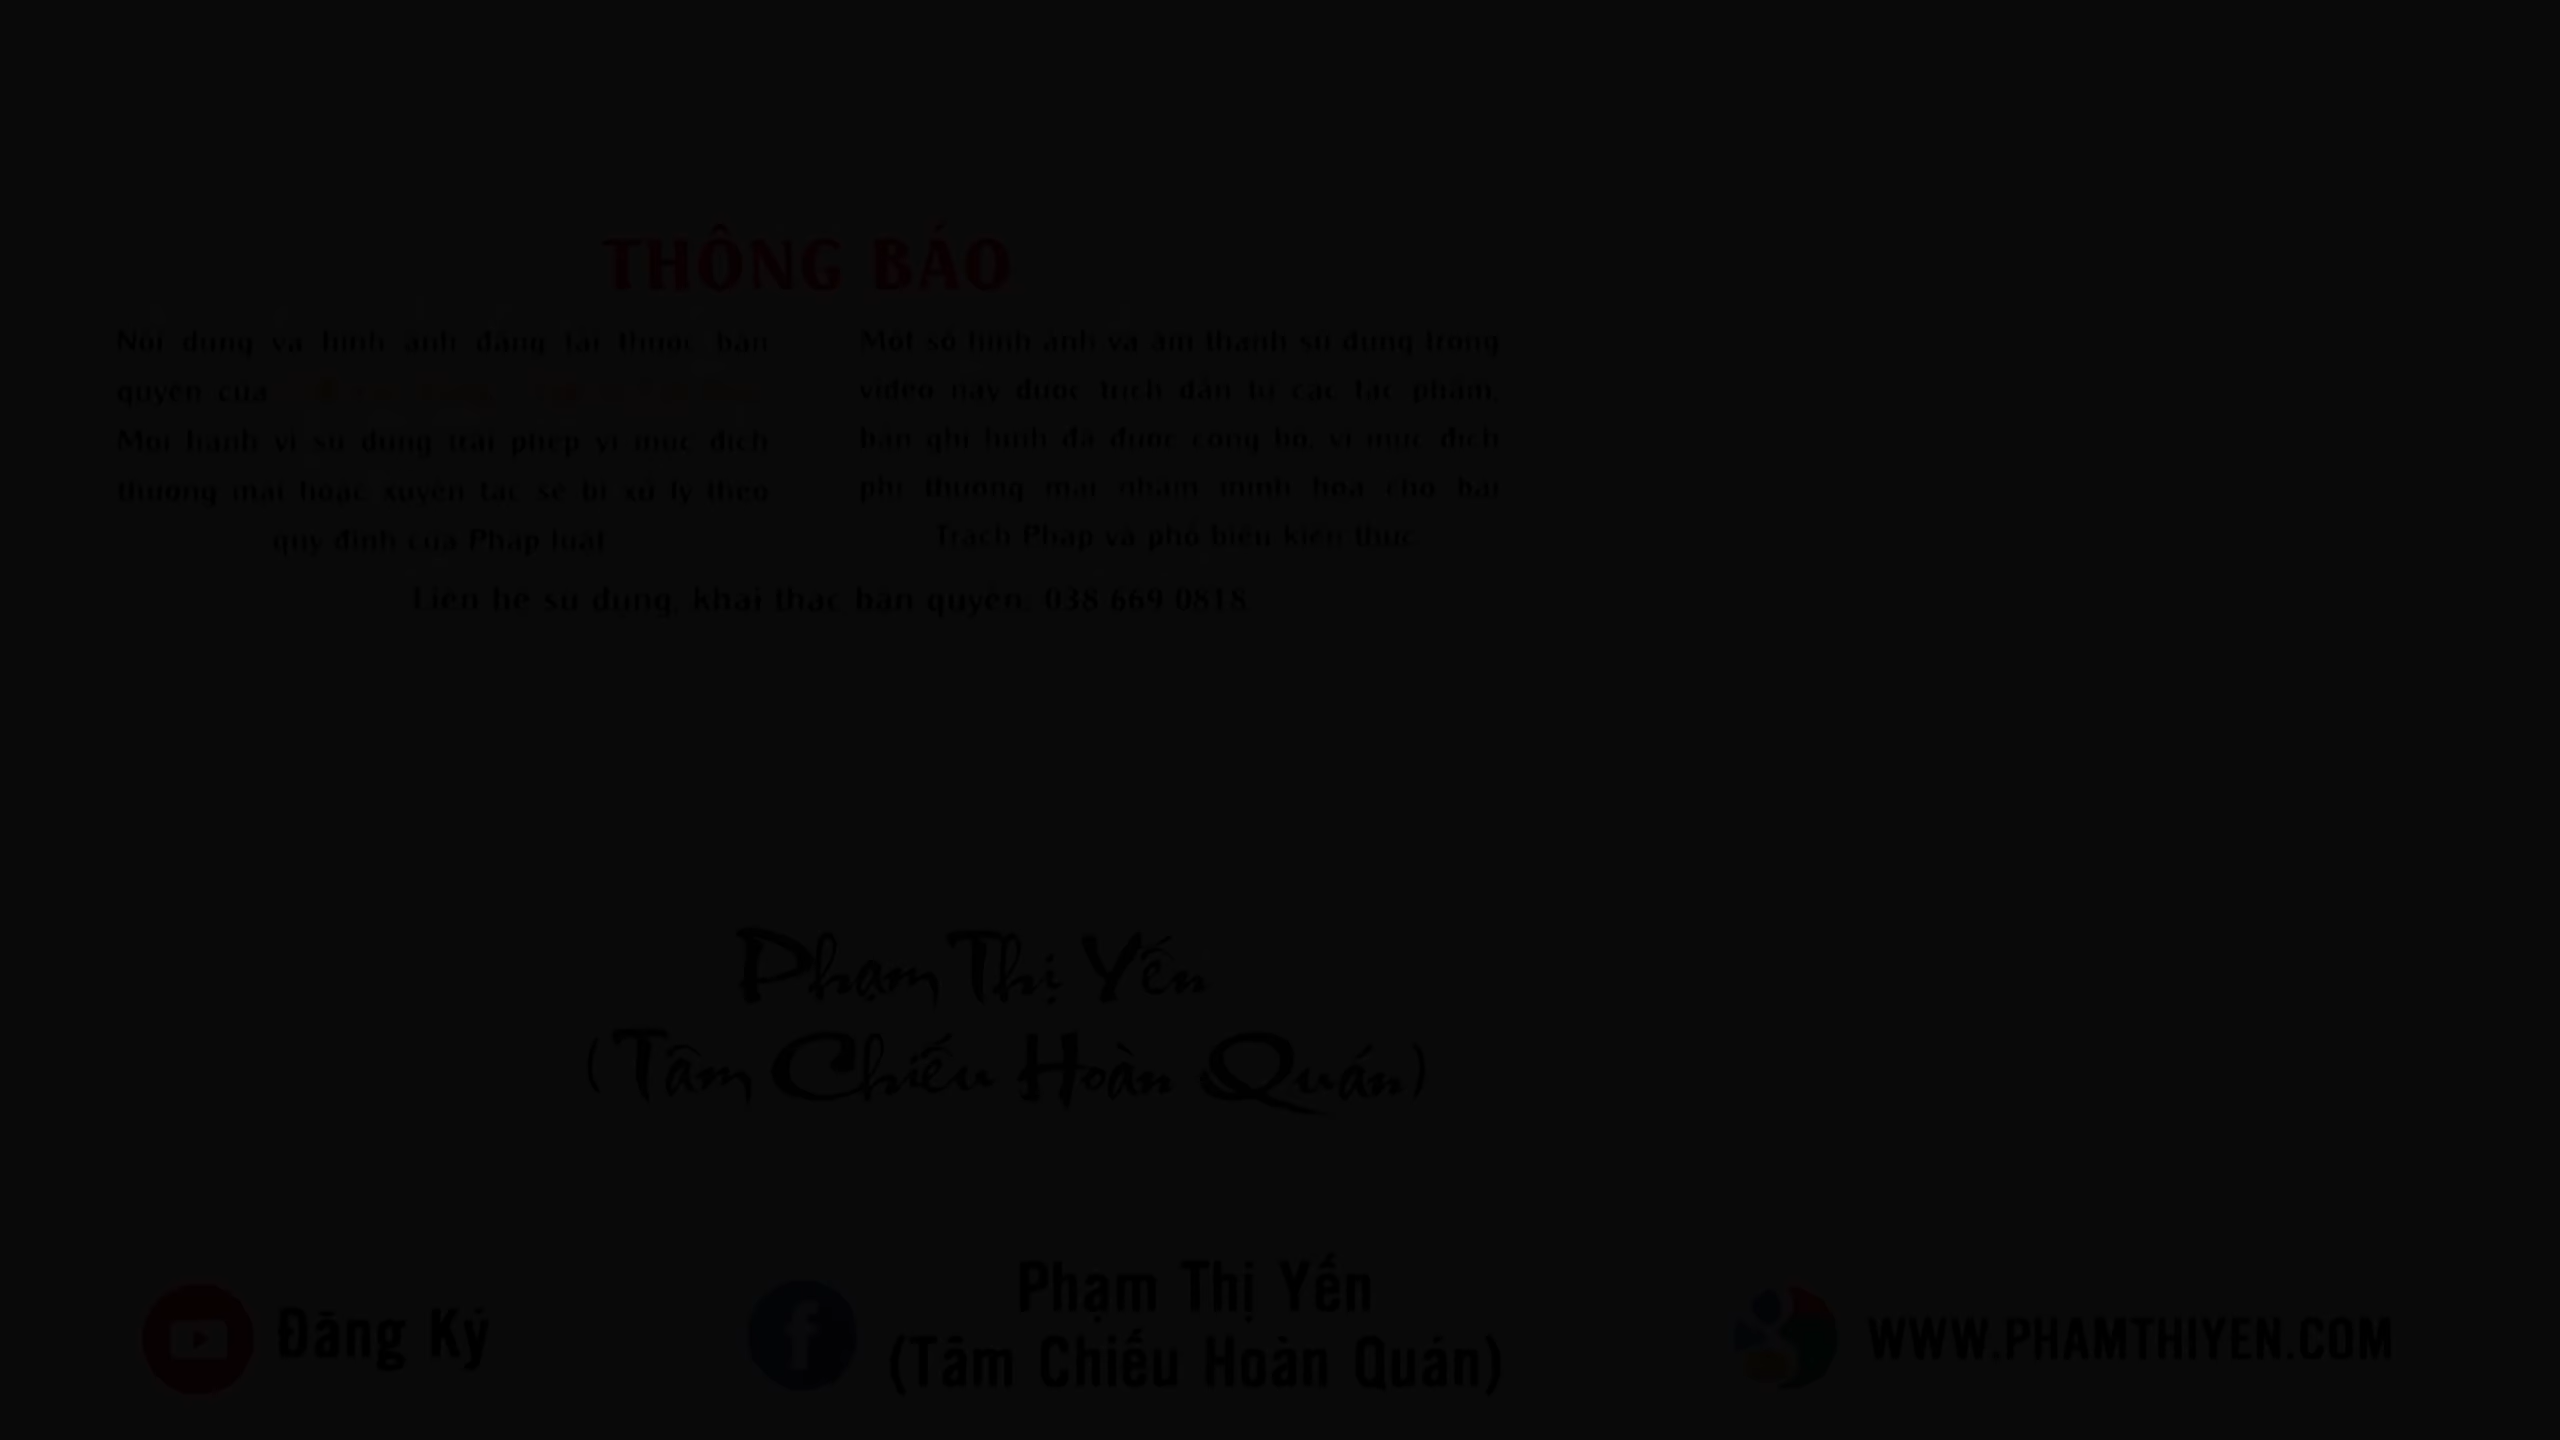 THÔNG BÁO
Nội dung và hình ảnh đăng tải thuộc bản
quyền của
Mọi hành vi sử dụng trái phép vì mục đích
thương mại hoặc xuyên tạc sẽ bị xử lý theo
quy định của Pháp luật
Một số hình ảnh và âm thanh sử dụng trong
video này được trích dẫn từ các tác phẩm,
bản ghi hình đã được công bố, vì mục đích
phi thương mại nhằm minh họa cho bài
Trạch Pháp và phổ biến kiến thức
Liên hệ sử dụng, khai thác bản quyền: 038 669 0818
Phạm Thị Yến
(Tâm Chiếu Hoàn Quán)
Đăng Ký
Phạm Thị Yến
(Tâm Chiếu Hoàn Quán)
WWW.PHAMTHIYEN.COM